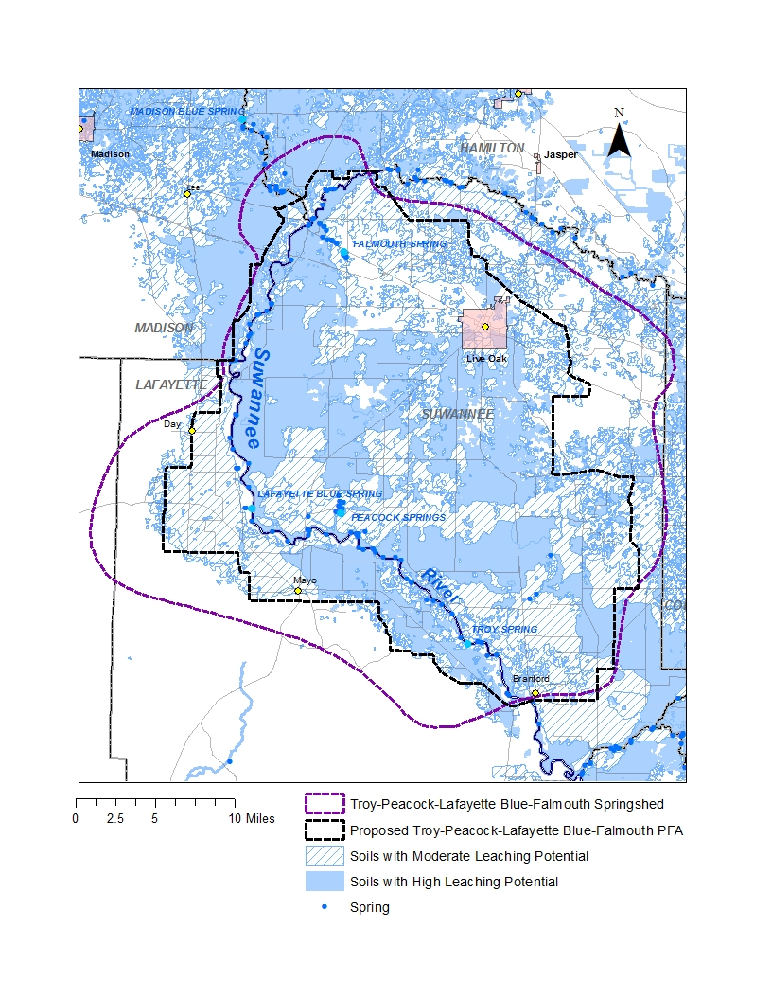 MADISON BLUE SPRING
N
HAMILTON
Jasper
Madison
Lee
FALMOUTH SPRING
MADISON
Live Oak
LAFAYETTE
Suwannee
SUWANNEE
Day
LAFAYETTE BLUE SPRING
PEACOCK SPRINGS
River
Mayo
TROY SPRING
Branford
0 2.5 5 10 Miles
Troy-Peacock-Lafayette Blue-Falmouth Springshed
Proposed Troy-Peacock-Lafayette Blue-Falmouth PFA
Soils with Moderate Leaching Potential
Soils with High Leaching Potential
Spring